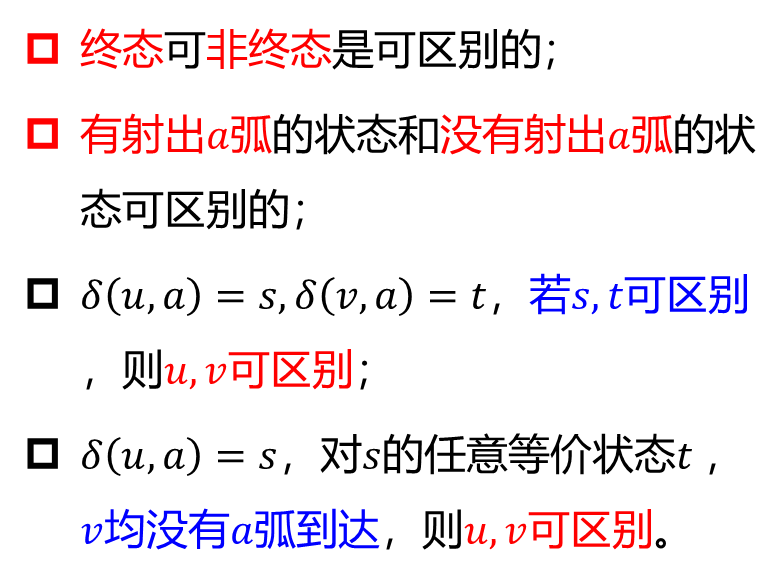 终态可非终态是可区别的；
有射出a弧的状态和没有射出a弧的状
态可区别的；
δ(u,a) = s, δ(v,a) = t，若s,t可区别
，则u,v可区别；
δ(u,a) = s，对s的任意等价状态t，
v均没有a弧到达，则u,v可区别。